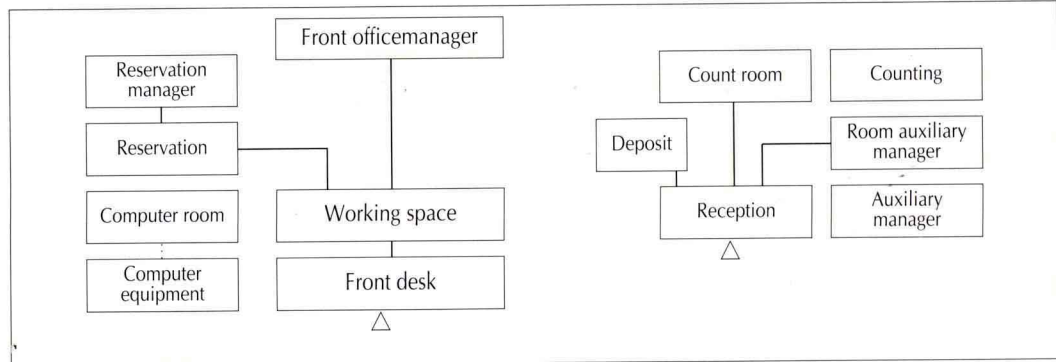 Front officemanager
Reservation
manager
Reservation
Computer room
Computer
equipment
Working space
Front desk
Count room
Counting
Deposit
Room auxiliary
manager
Reception
Auxiliary
manager